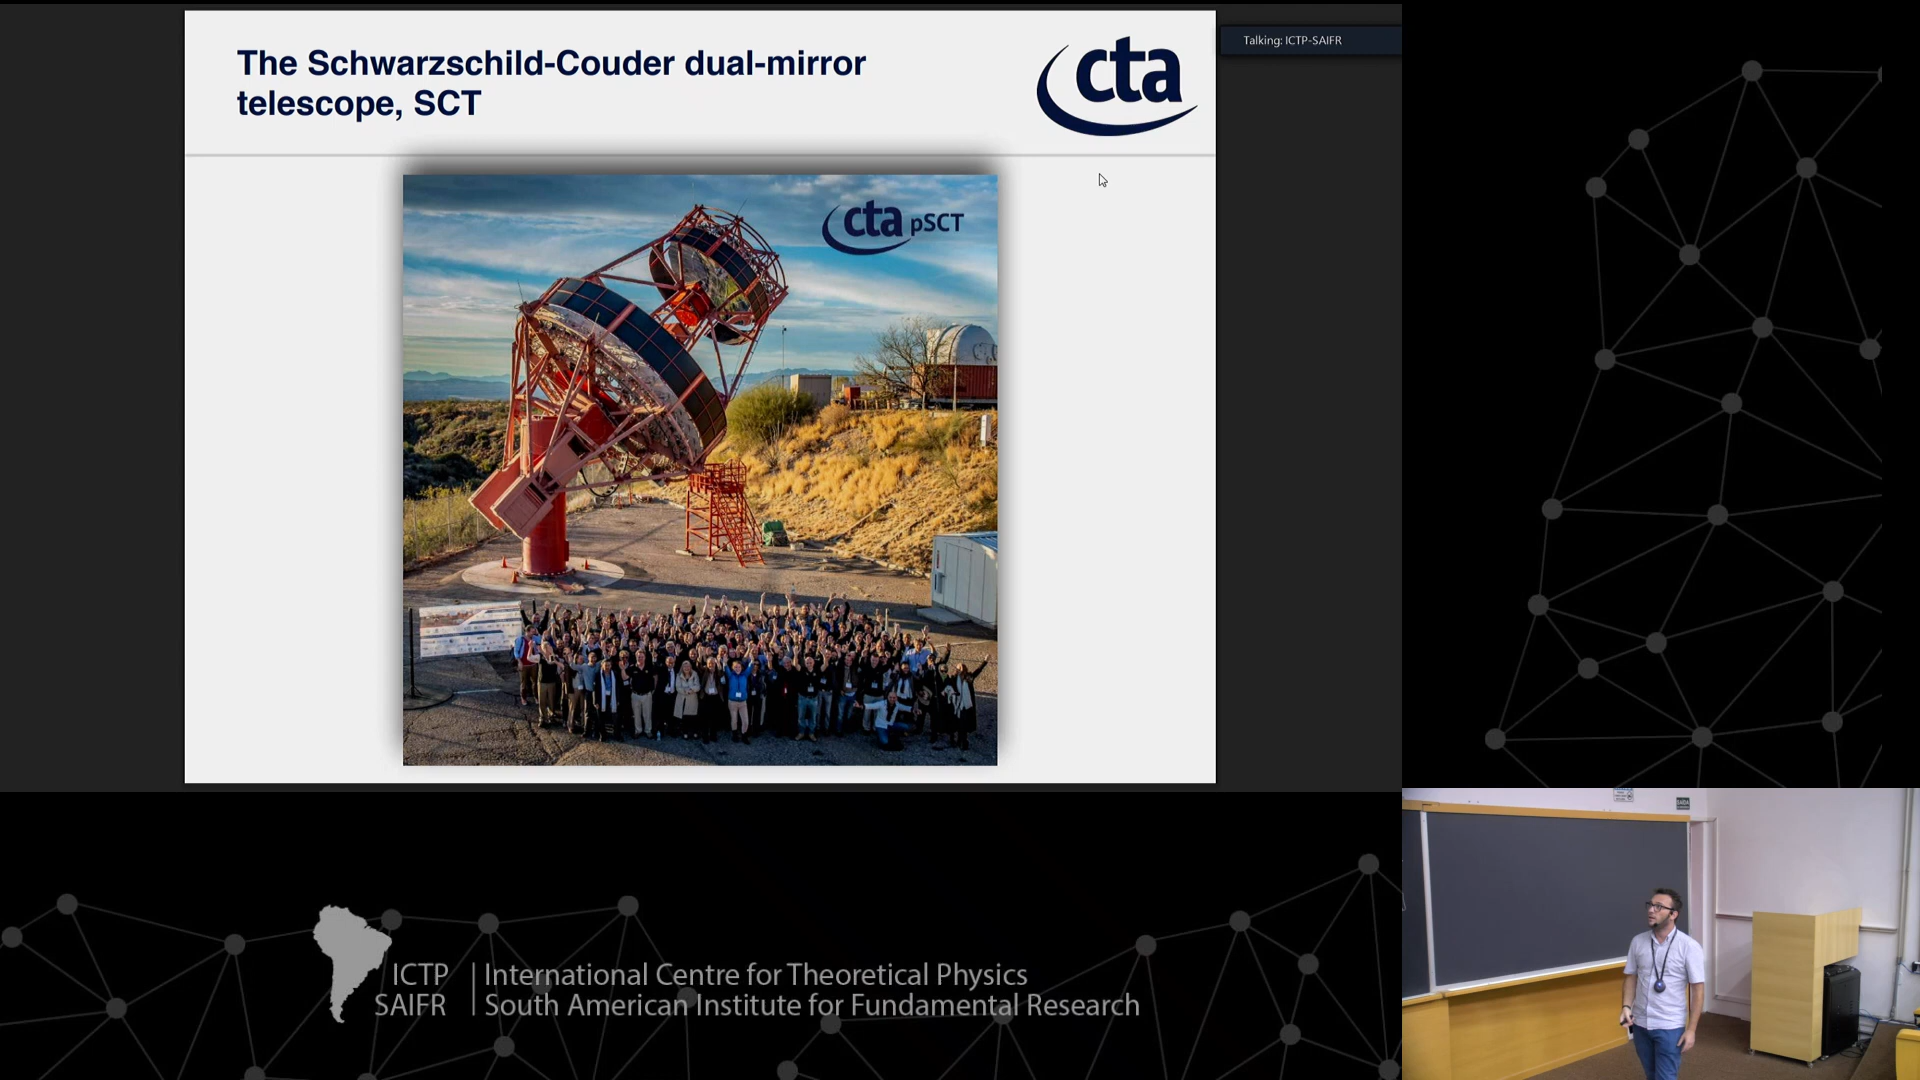 The Schwarzschild-Couder dual-mirror
telescope, SCT
cta
Talking: ICTP-SAIFR
cta pSCT
ICTP
SAIFR
International Centre for Theoretical Physics
South American Institute for Fundamental Research